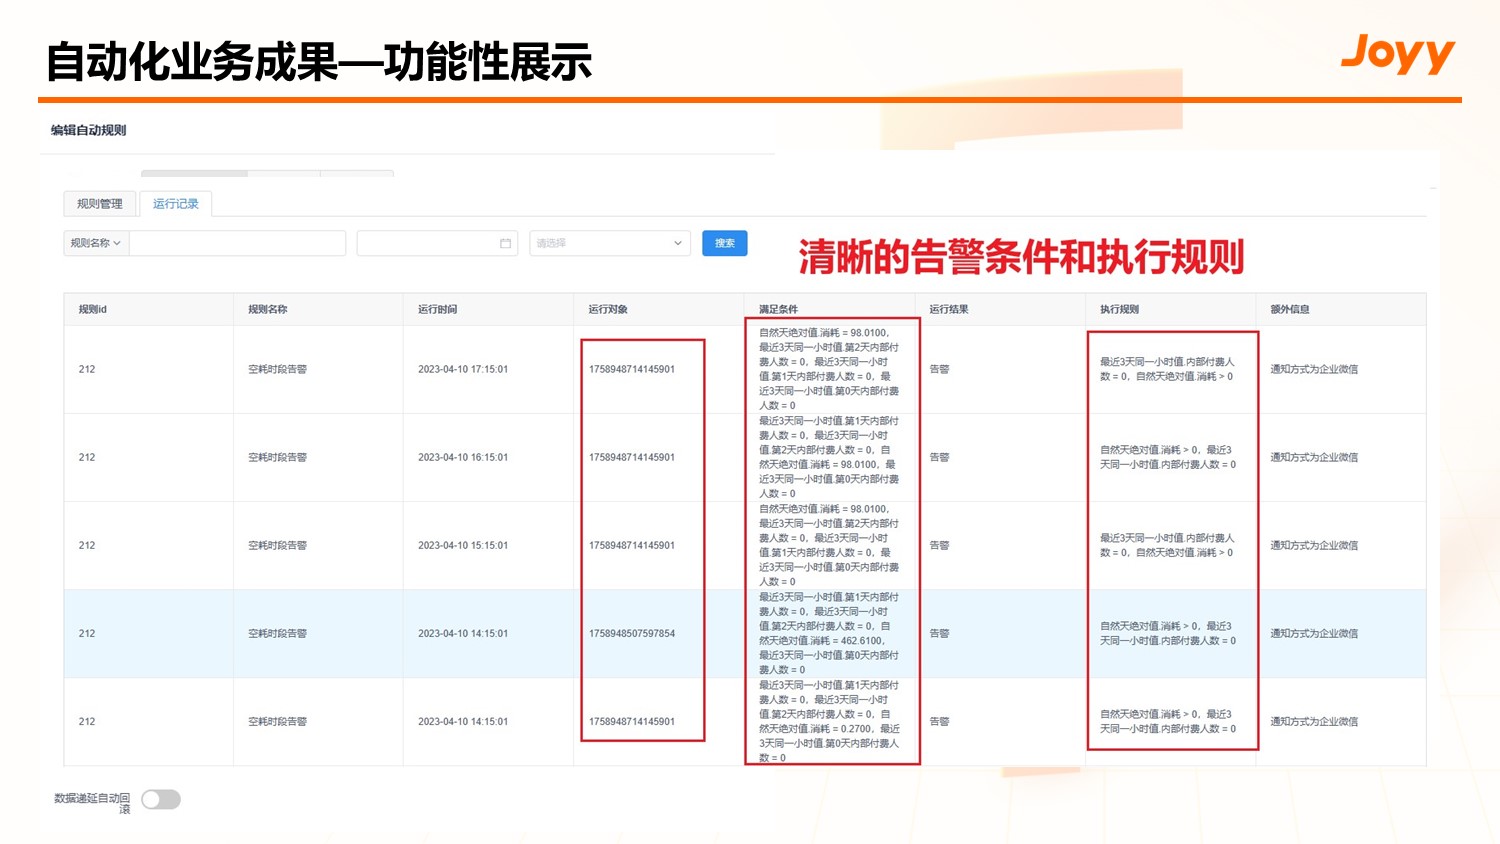 自动化业务成果—功能性展示
Joyy
编辑自动规则
规则管理
运行记录
规则名称
请选择
搜索
清晰的告警条件和执行规则
规则id
规则名称
运行时间
运行对象
满足条件
运行结果
执行规则
额外信息
212
空耗时段告警
2023-04-10 17:15:01
1758948714145901
自然天绝对值.消耗 = 98.0100,
最近3天同一小时值.第2天内部付
费人数 = 0，最近3天同一小时
值.第1天内部付费人数 = 0，最
近3天同一小时值.第0天内部付费
人数 = 0
告警
最近3天同一小时值.内部付费人
数 = 0，自然天绝对值.消耗 > 0
通知方式为企业微信
212
空耗时段告警
2023-04-10 16:15:01
1758948714145901
最近3天同一小时值.第1天内部付
费人数 = 0，最近3天同一小时
值.第2天内部付费人数 = 0，自
然天绝对值.消耗 = 98.0100，最
近3天同一小时值.第0天内部付费
人数 = 0
告警
自然天绝对值.消耗 > 0，最近3
天同一小时值.内部付费人数 = 0
通知方式为企业微信
212
空耗时段告警
2023-04-10 15:15:01
1758948714145901
自然天绝对值.消耗 = 98.0100,
最近3天同一小时值.第2天内部付
费人数 = 0，最近3天同一小时
值.第1天内部付费人数 = 0，最
近3天同一小时值.第0天内部付费
人数 = 0
告警
最近3天同一小时值.内部付费人
数 = 0，自然天绝对值.消耗 > 0
通知方式为企业微信
212
空耗时段告警
2023-04-10 14:15:01
1758948507597854
最近3天同一小时值.第1天内部付
费人数 = 0，最近3天同一小时
值.第2天内部付费人数 = 0，自
然天绝对值.消耗 = 462.6100,
最近3天同一小时值.第0天内部付
费人数 = 0
告警
自然天绝对值.消耗 > 0，最近3
天同一小时值.内部付费人数 = 0
通知方式为企业微信
212
空耗时段告警
2023-04-10 14:15:01
1758948714145901
最近3天同一小时值.第1天内部付
费人数 = 0，最近3天同一小时
值.第2天内部付费人数 = 0，自
然天绝对值.消耗 = 0.2700，最近
3天同一小时值.第0天内部付费人
数 = 0
告警
自然天绝对值.消耗 > 0，最近3
天同一小时值.内部付费人数 = 0
通知方式为企业微信
数据递延自动回
滚